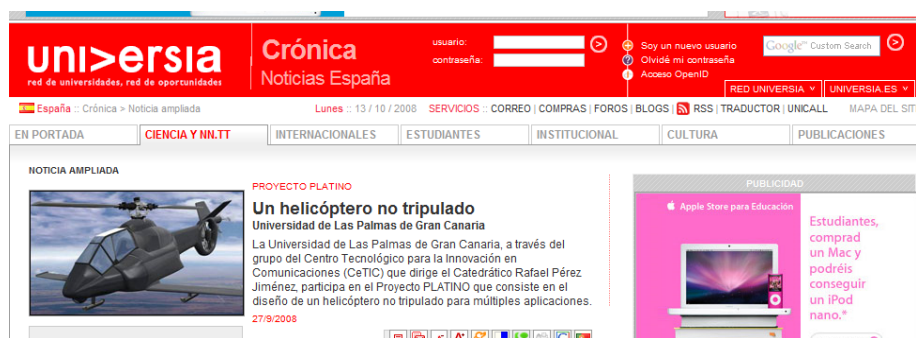 uni>ersia
red de universidades, red de oportunidades
Crónica
Noticias España
usuario:
contraseña:
Soy un nuevo usuario
Olvidé mi contraseña
Acceso OpenID
Google™ Custom Search
RED UNIVERSIA
UNIVERSIA.ES
España :: Crónica > Noticia ampliada
Lunes :: 13 / 10 / 2008
SERVICIOS :: CORREO | COMPRAS | FOROS | BLOGS | RSS | TRADUCTOR | UNICALL
MAPA DEL SIT
EN PORTADA
CIENCIA Y NN.TT
INTERNACIONALES
ESTUDIANTES
INSTITUCIONAL
CULTURA
PUBLICACIONES
NOTICIA AMPLIADA
PROYECTO PLATINO
Un helicóptero no tripulado
Universidad de Las Palmas de Gran Canaria
La Universidad de Las Palmas de Gran Canaria, a través del
grupo del Centro Tecnológico para la Innovación en
Comunicaciones (CeTIC) que dirige el Catedrático Rafael Pérez
Jiménez, participa en el Proyecto PLATINO que consiste en el
diseño de un helicóptero no tripulado para múltiples aplicaciones.
27/9/2008
PUBLICIDAD
Apple Store para Educación
Estudiantes,
comprad
un Mac y
podréis
conseguir
un iPod
nano.*